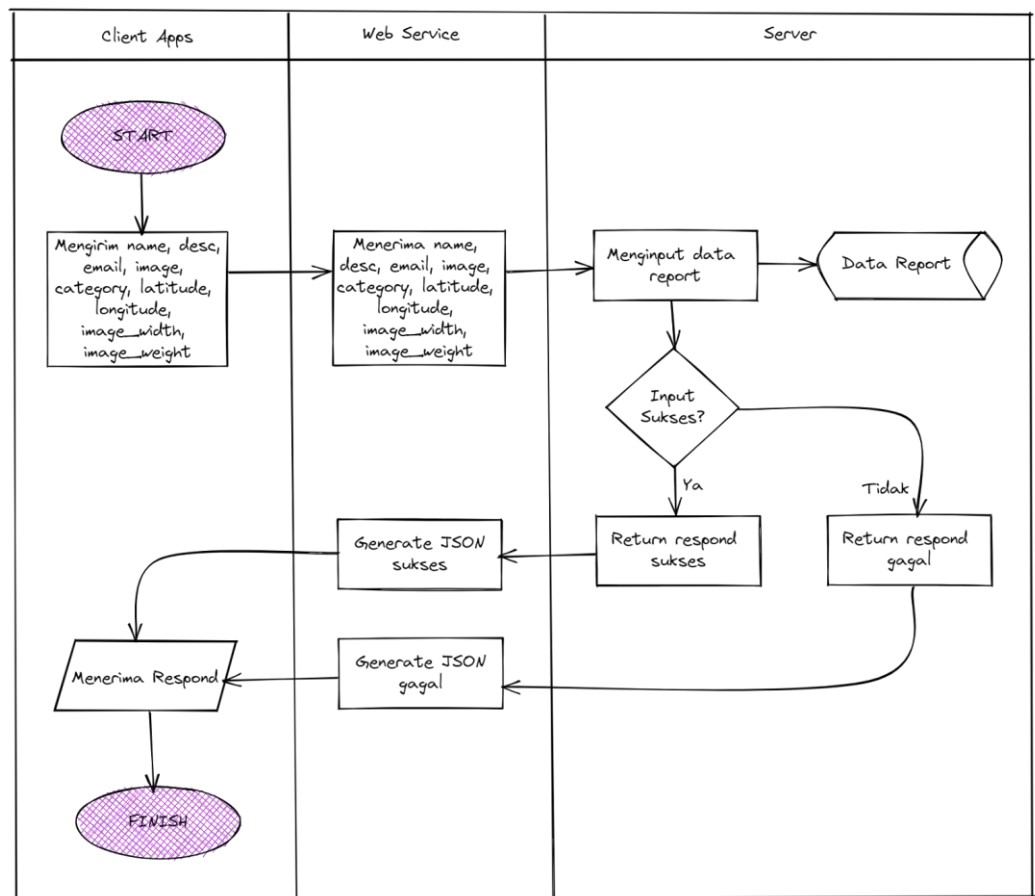 Client Apps
Web Service
Server
START
Mengirim name, desc,
email, image,
category, latitude,
longitude,
image_width,
image_weight
Menerima name,
desc, email, image,
category, latitude,
longitude,
image_width,
image_weight
Menginput data
report
Data Report
Input
Sukses?
Ya
Tidak
Generate JSON
sukses
Return respond
sukses
Return respond
gagal
Menerima Respond
Generate JSON
gagal
FINISH